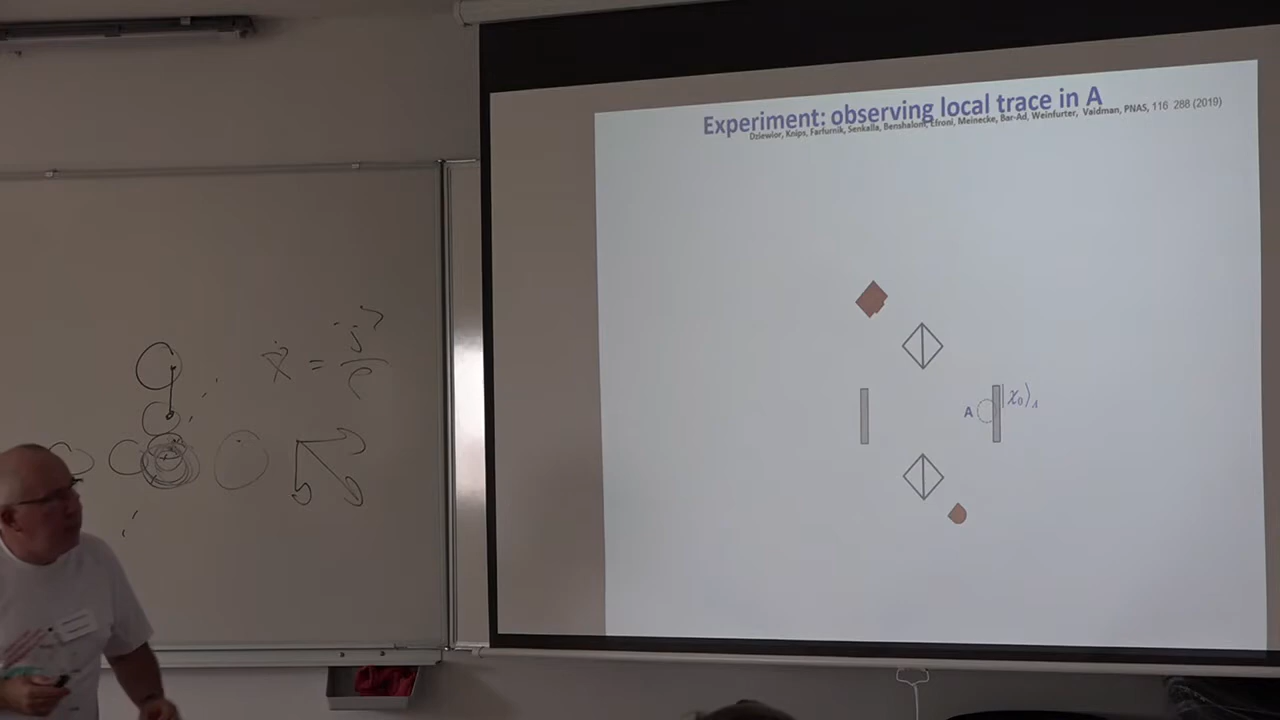 Experiment: observing local trace in A
Dziewior, Knips, Farfurnik, Senkalla, Benshalom, Efroni, Meinecke, Bar-Ad, Weinfurter, Vaidman, PNAS, 116 288 (2019)
A
|χ₀⟩
ẋ = j / ρ